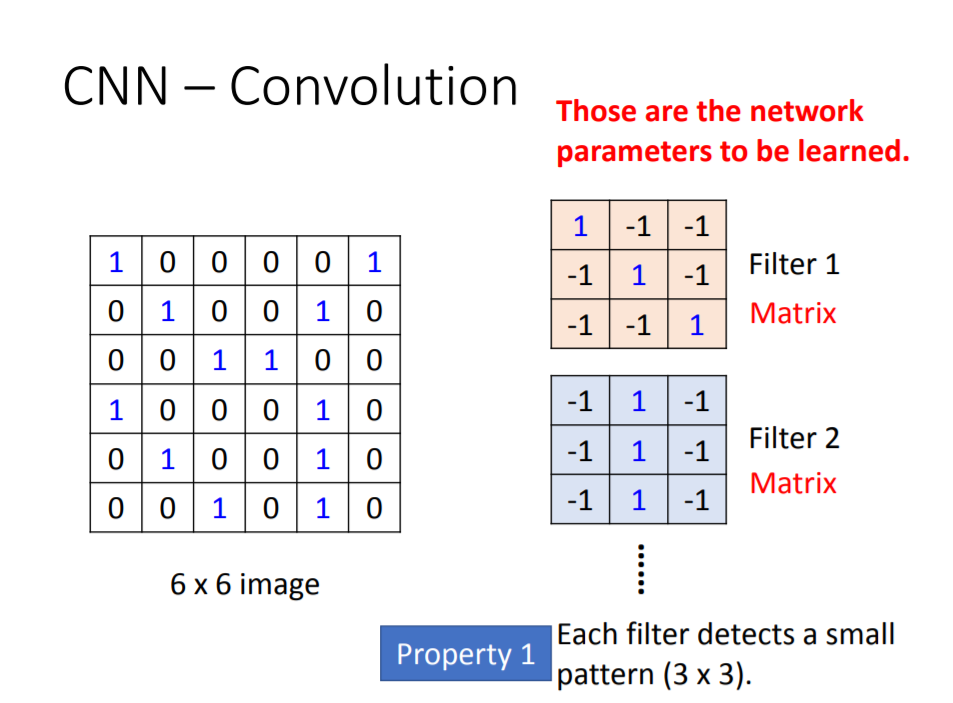 CNN – Convolution
Those are the network
parameters to be learned.
1 0 0 0 0 1
0 1 0 0 1 0
0 0 1 1 0 0
1 0 0 0 1 0
0 1 0 0 1 0
0 0 1 0 1 0
6 x 6 image
1 -1 -1
-1 1 -1
-1 -1 1
Filter 1
Matrix
-1 1 -1
-1 1 -1
-1 1 -1
Filter 2
Matrix
......
Property 1
Each filter detects a small
pattern (3 x 3).